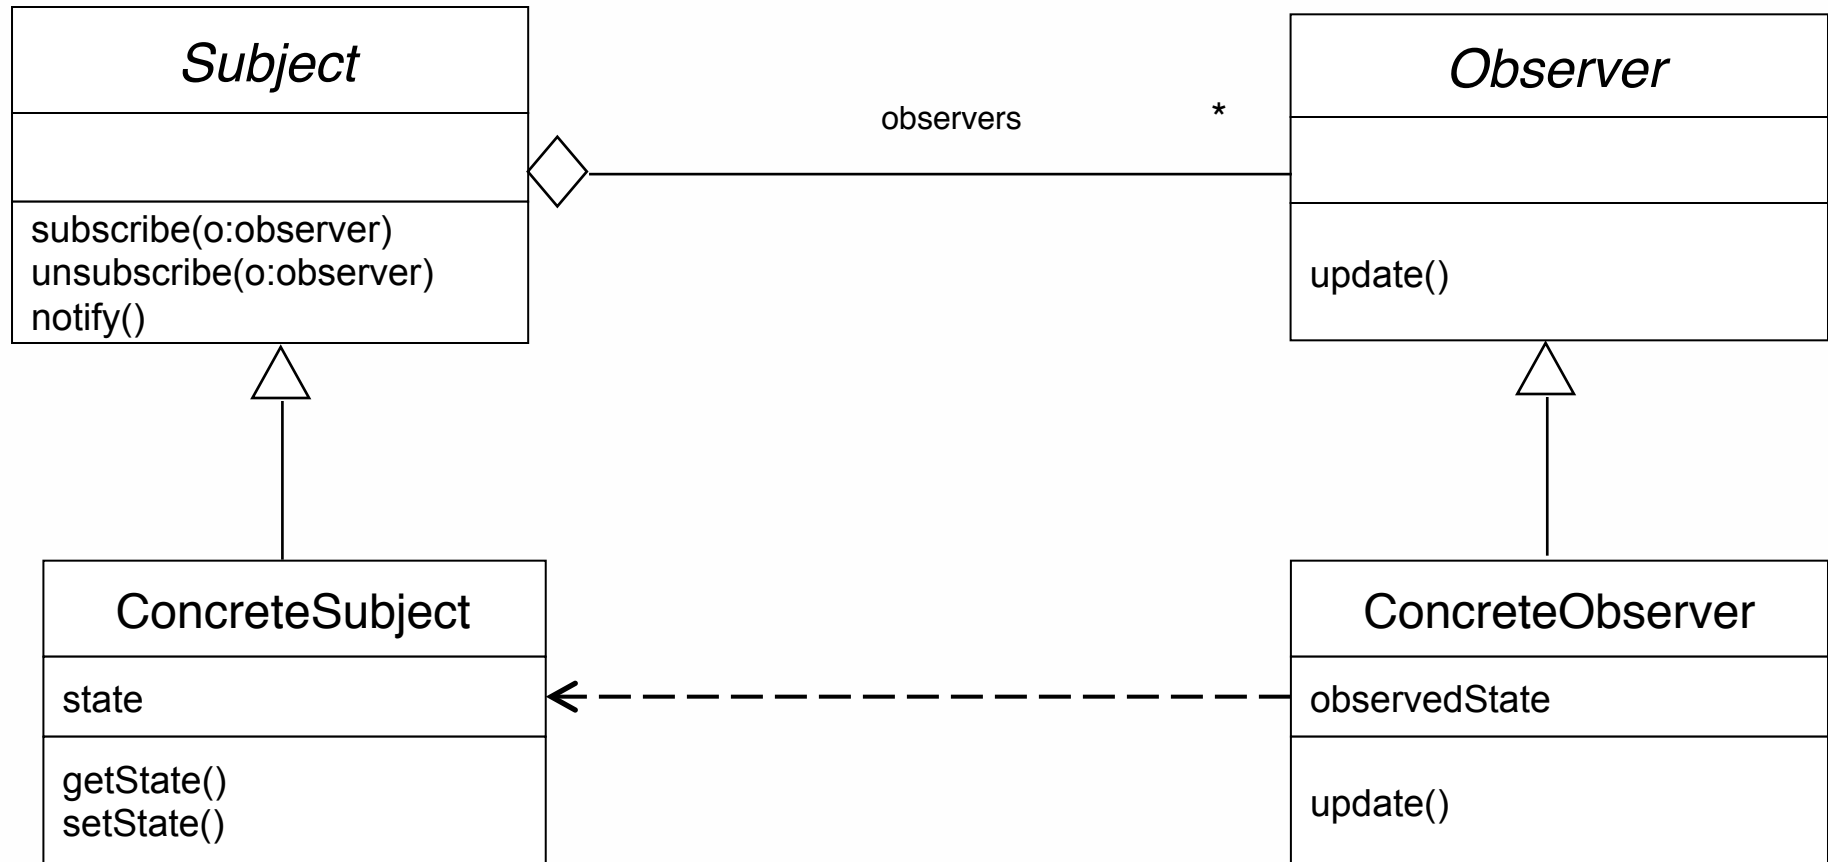 Subject
subscribe(o:observer)
unsubscribe(o:observer)
notify()
observers
*
Observer
update()
ConcreteSubject
state
getState()
setState()
ConcreteObserver
observedState
update()